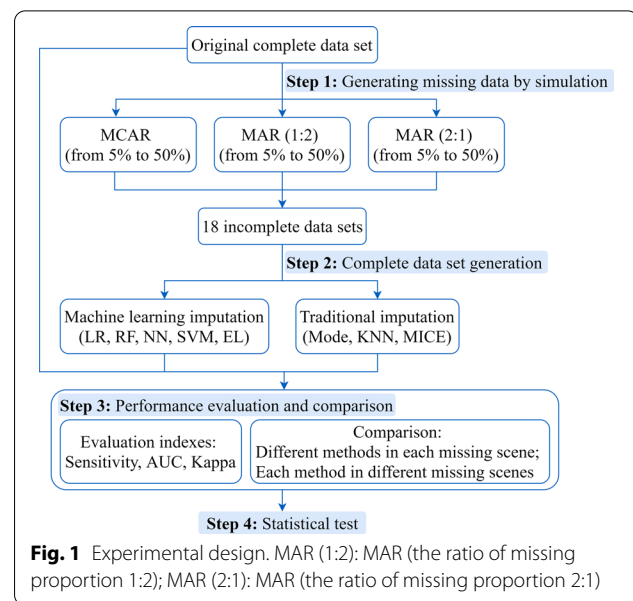 Original complete data set
Step 1: Generating missing data by simulation
MCAR
(from 5% to 50%)
MAR (1:2)
(from 5% to 50%)
MAR (2:1)
(from 5% to 50%)
18 incomplete data sets
Step 2: Complete data set generation
Machine learning imputation
(LR, RF, NN, SVM, EL)
Traditional imputation
(Mode, KNN, MICE)
Step 3: Performance evaluation and comparison
Evaluation indexes:
Sensitivity, AUC, Kappa
Comparison:
Different methods in each missing scene;
Each method in different missing scenes
Step 4: Statistical test
Fig. 1 Experimental design. MAR (1:2): MAR (the ratio of missing
proportion 1:2); MAR (2:1): MAR (the ratio of missing proportion 2:1)